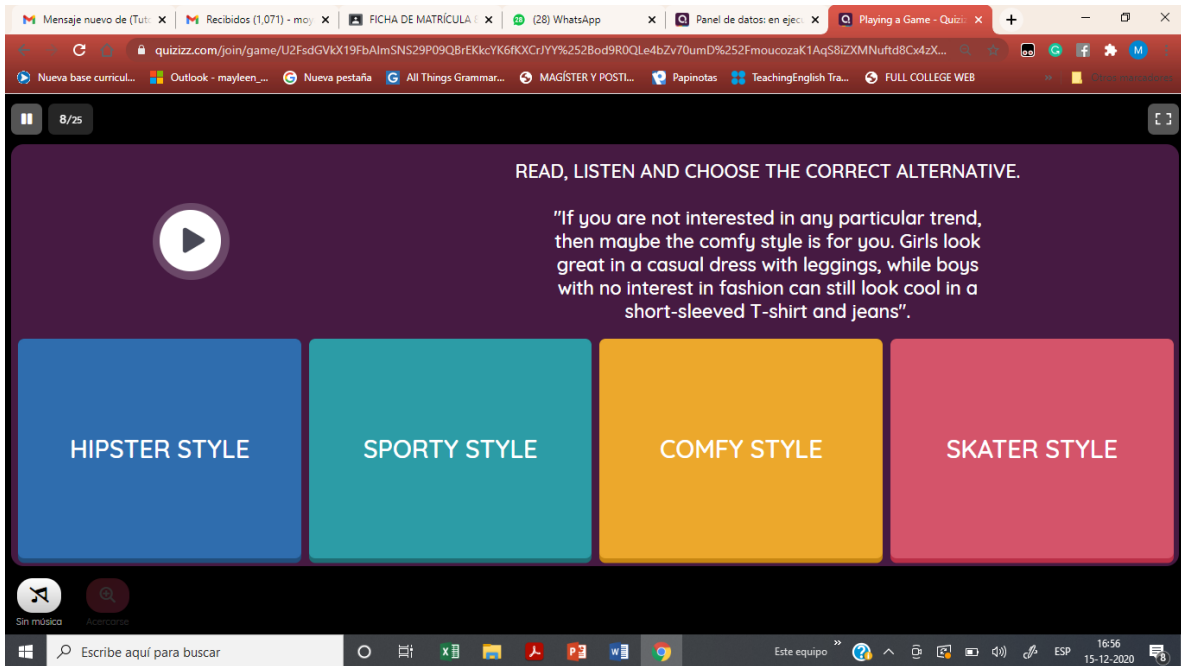 Mensaje nuevo de (Tuto
Recibidos (1,071) - moy
FICHA DE MATRÍCULA
(28) WhatsApp
Panel de datos: en ejecu
Playing a Game - Quiziz
quizizz.com/join/game/U2FsdGVkX19FbAlmSNS29P09QBrEKkcYK6fKXCrJYY%252Bod9R0QLe4bZv70umD%252FmoucozaK1AqS8iZXMNuftd8Cx4zX...
Nueva base curricul...
Outlook - mayleen_...
Nueva pestaña
All Things Grammar...
MAGÍSTER Y POSTI...
Papinotas
TeachingEnglish Tra...
FULL COLLEGE WEB
»
Otros marcadores
8/25
READ, LISTEN AND CHOOSE THE CORRECT ALTERNATIVE.
"If you are not interested in any particular trend,
then maybe the comfy style is for you. Girls look
great in a casual dress with leggings, while boys
with no interest in fashion can still look cool in a
short-sleeved T-shirt and jeans".
HIPSTER STYLE
SPORTY STYLE
COMFY STYLE
SKATER STYLE
Sin música
Acercarse
Escribe aquí para buscar
Este equipo
»
ESP
16:56
15-12-2020
8